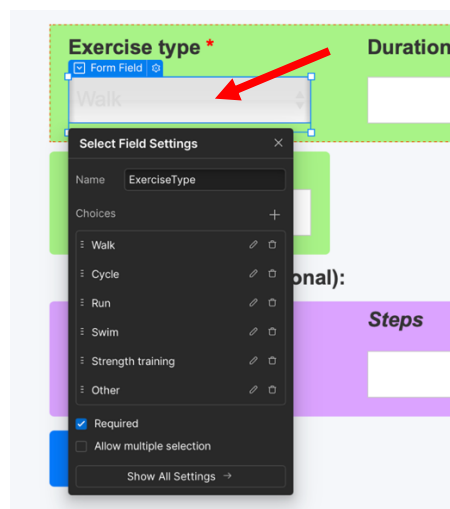 Exercise type *
Duration
Form Field
Walk
Select Field Settings
Name ExerciseType
Choices
Walk
Cycle
onal):
Run
Steps
Swim
Strength training
Other
Required
Allow multiple selection
Show All Settings →